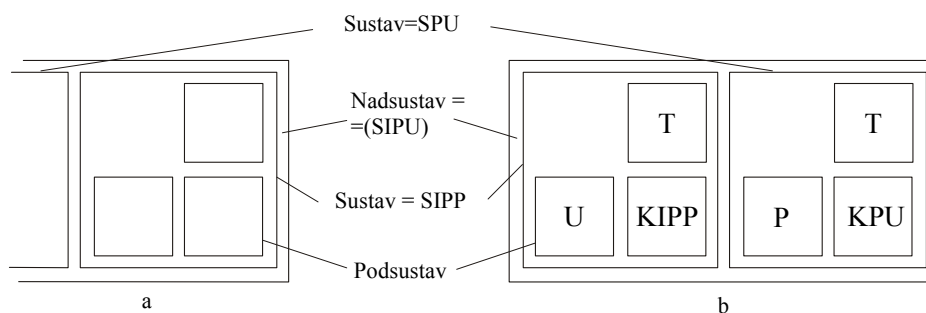 Sustav=SPU
Nadsustav =
=(SIPU)
T
T
Sustav = SIPP
U
KIPP
P
KPU
Podsustav
a
b